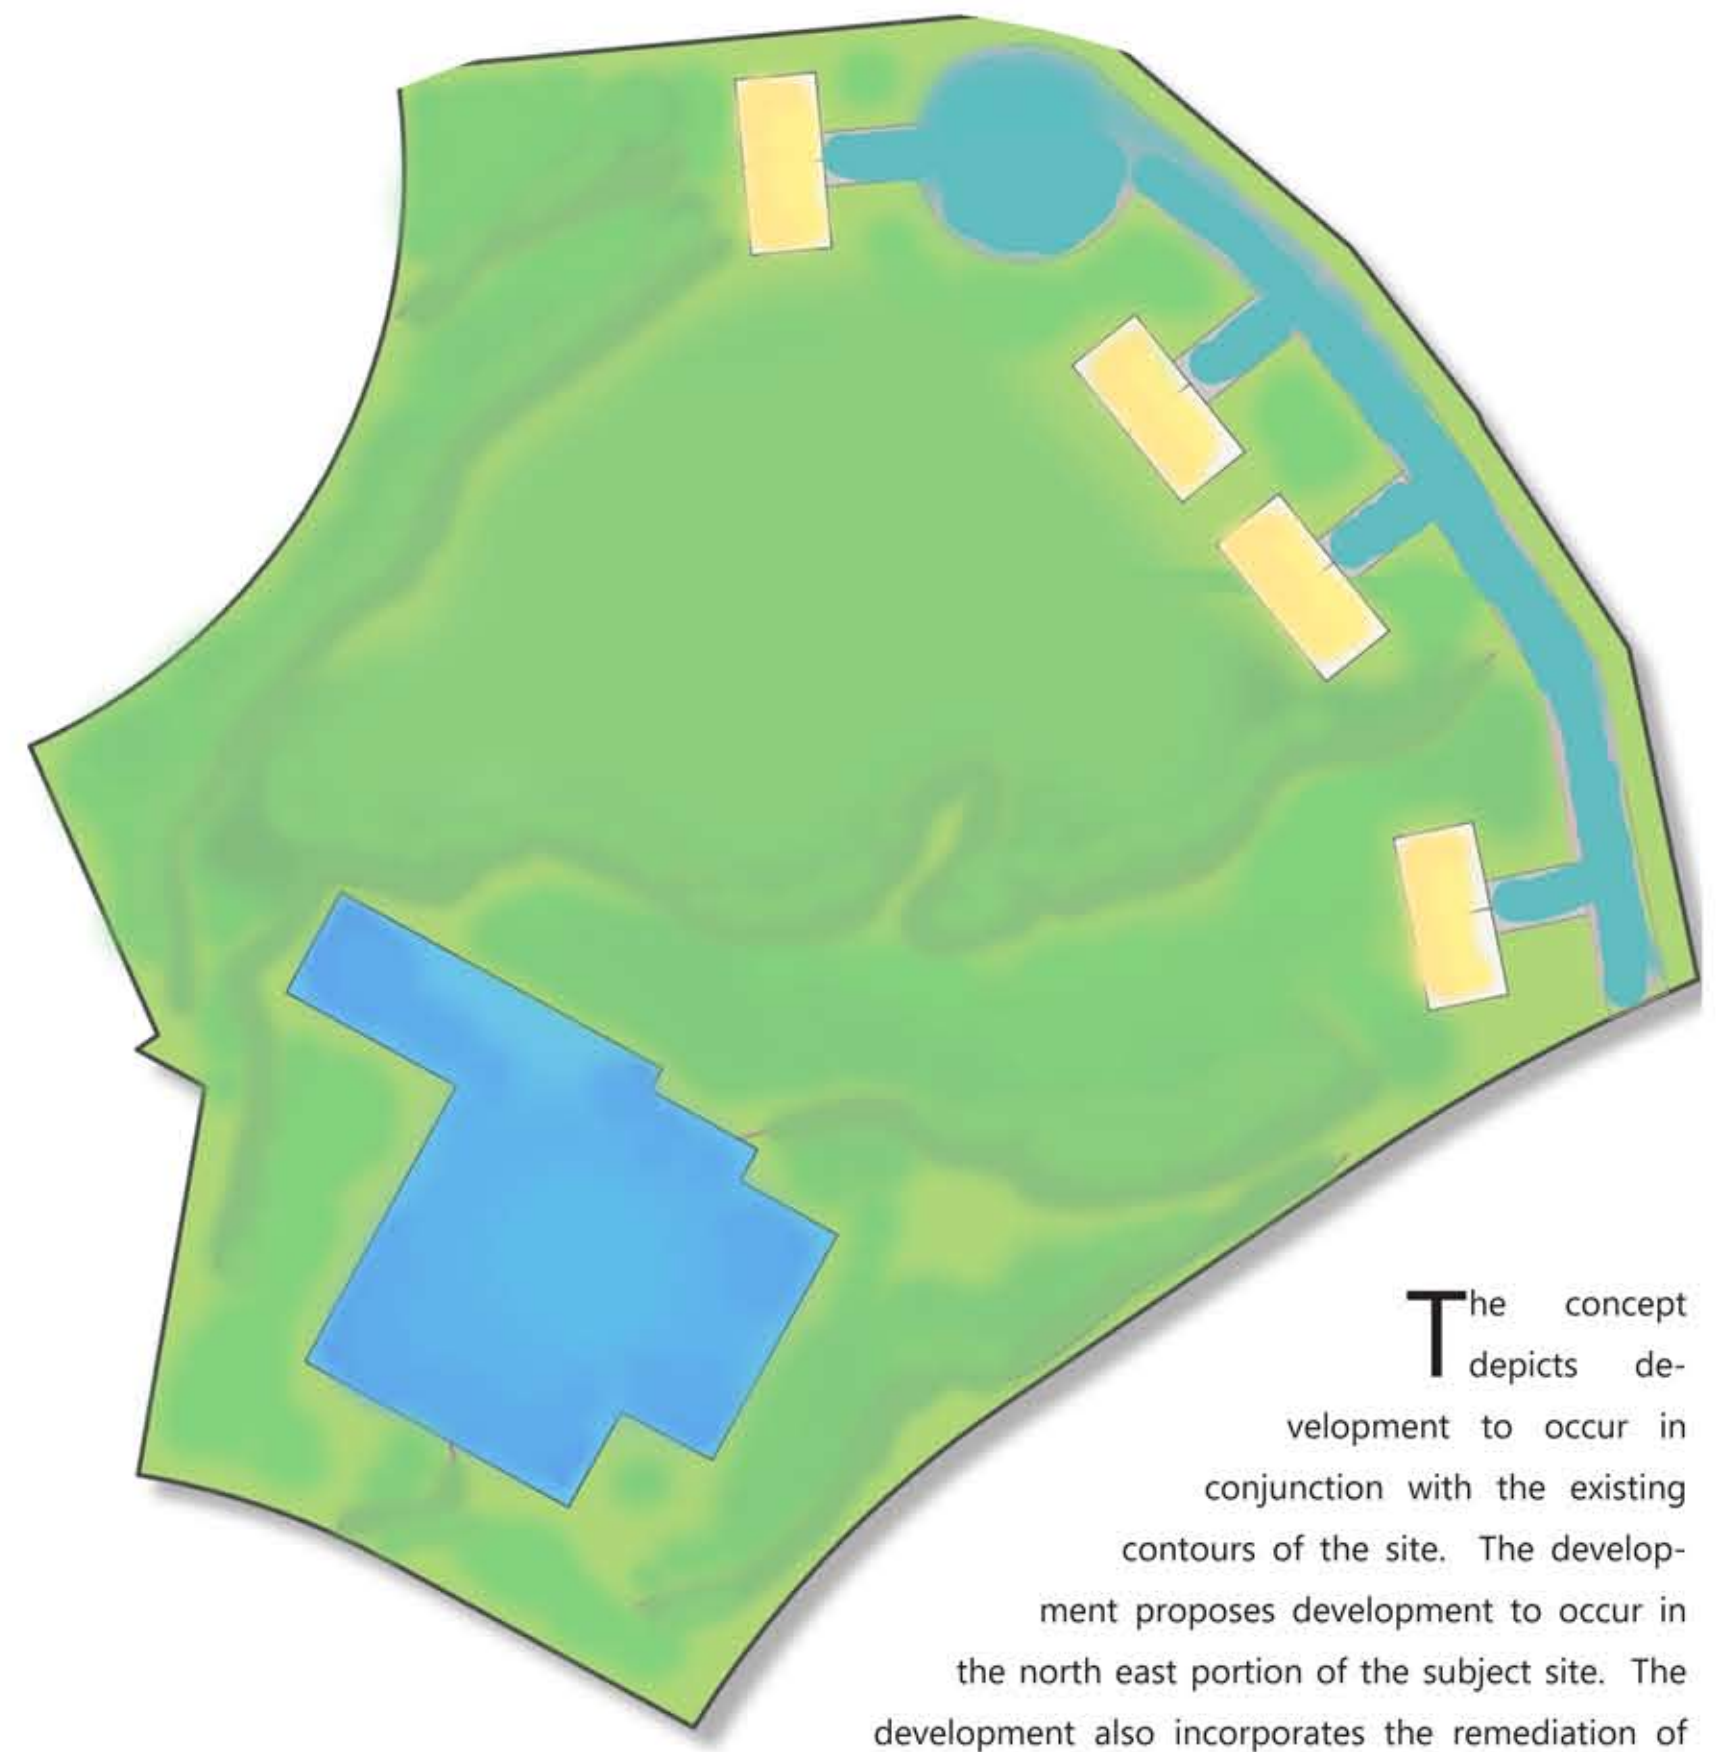 The concept
depicts de-
velopment to occur in
conjunction with the existing
contours of the site. The develop-
ment proposes development to occur in
the north east portion of the subject site. The
development also incorporates the remediation of